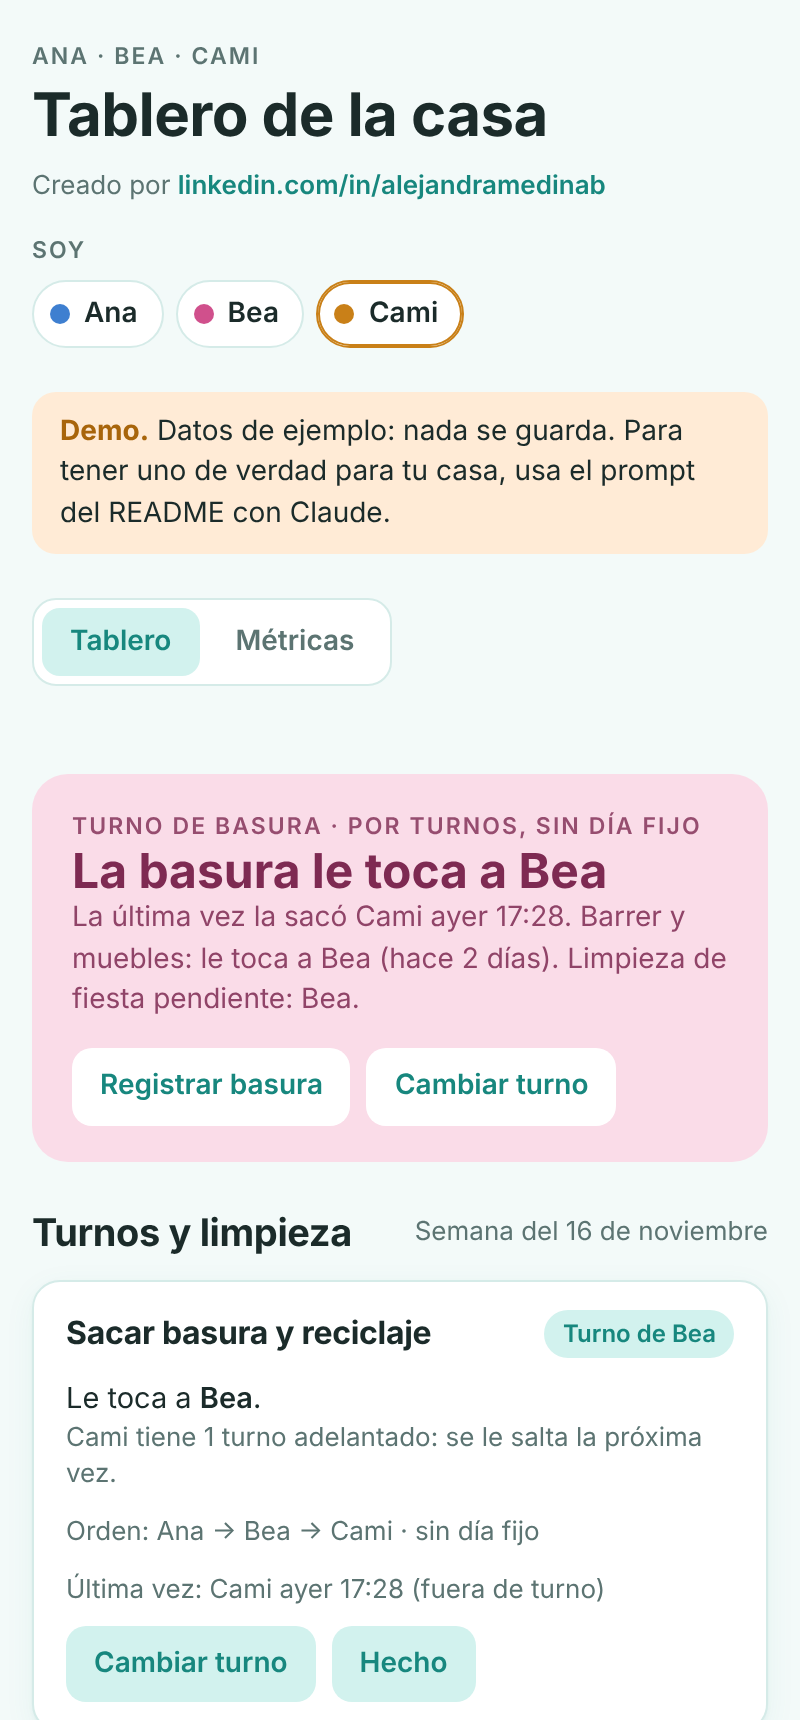 ANA · BEA · CAMI
Tablero de la casa
Creado por linkedin.com/in/alejandramedinab
SOY
Ana
Bea
Cami
Demo. Datos de ejemplo: nada se guarda. Para
tener uno de verdad para tu casa, usa el prompt
del README con Claude.
Tablero
Métricas
TURNO DE BASURA · POR TURNOS, SIN DÍA FIJO
La basura le toca a Bea
La última vez la sacó Cami ayer 17:28. Barrer y
muebles: le toca a Bea (hace 2 días). Limpieza de
fiesta pendiente: Bea.
Registrar basura
Cambiar turno
Turnos y limpieza
Semana del 16 de noviembre
Sacar basura y reciclaje
Turno de Bea
Le toca a Bea.
Cami tiene 1 turno adelantado: se le salta la próxima
vez.
Orden: Ana → Bea → Cami · sin día fijo
Última vez: Cami ayer 17:28 (fuera de turno)
Cambiar turno
Hecho